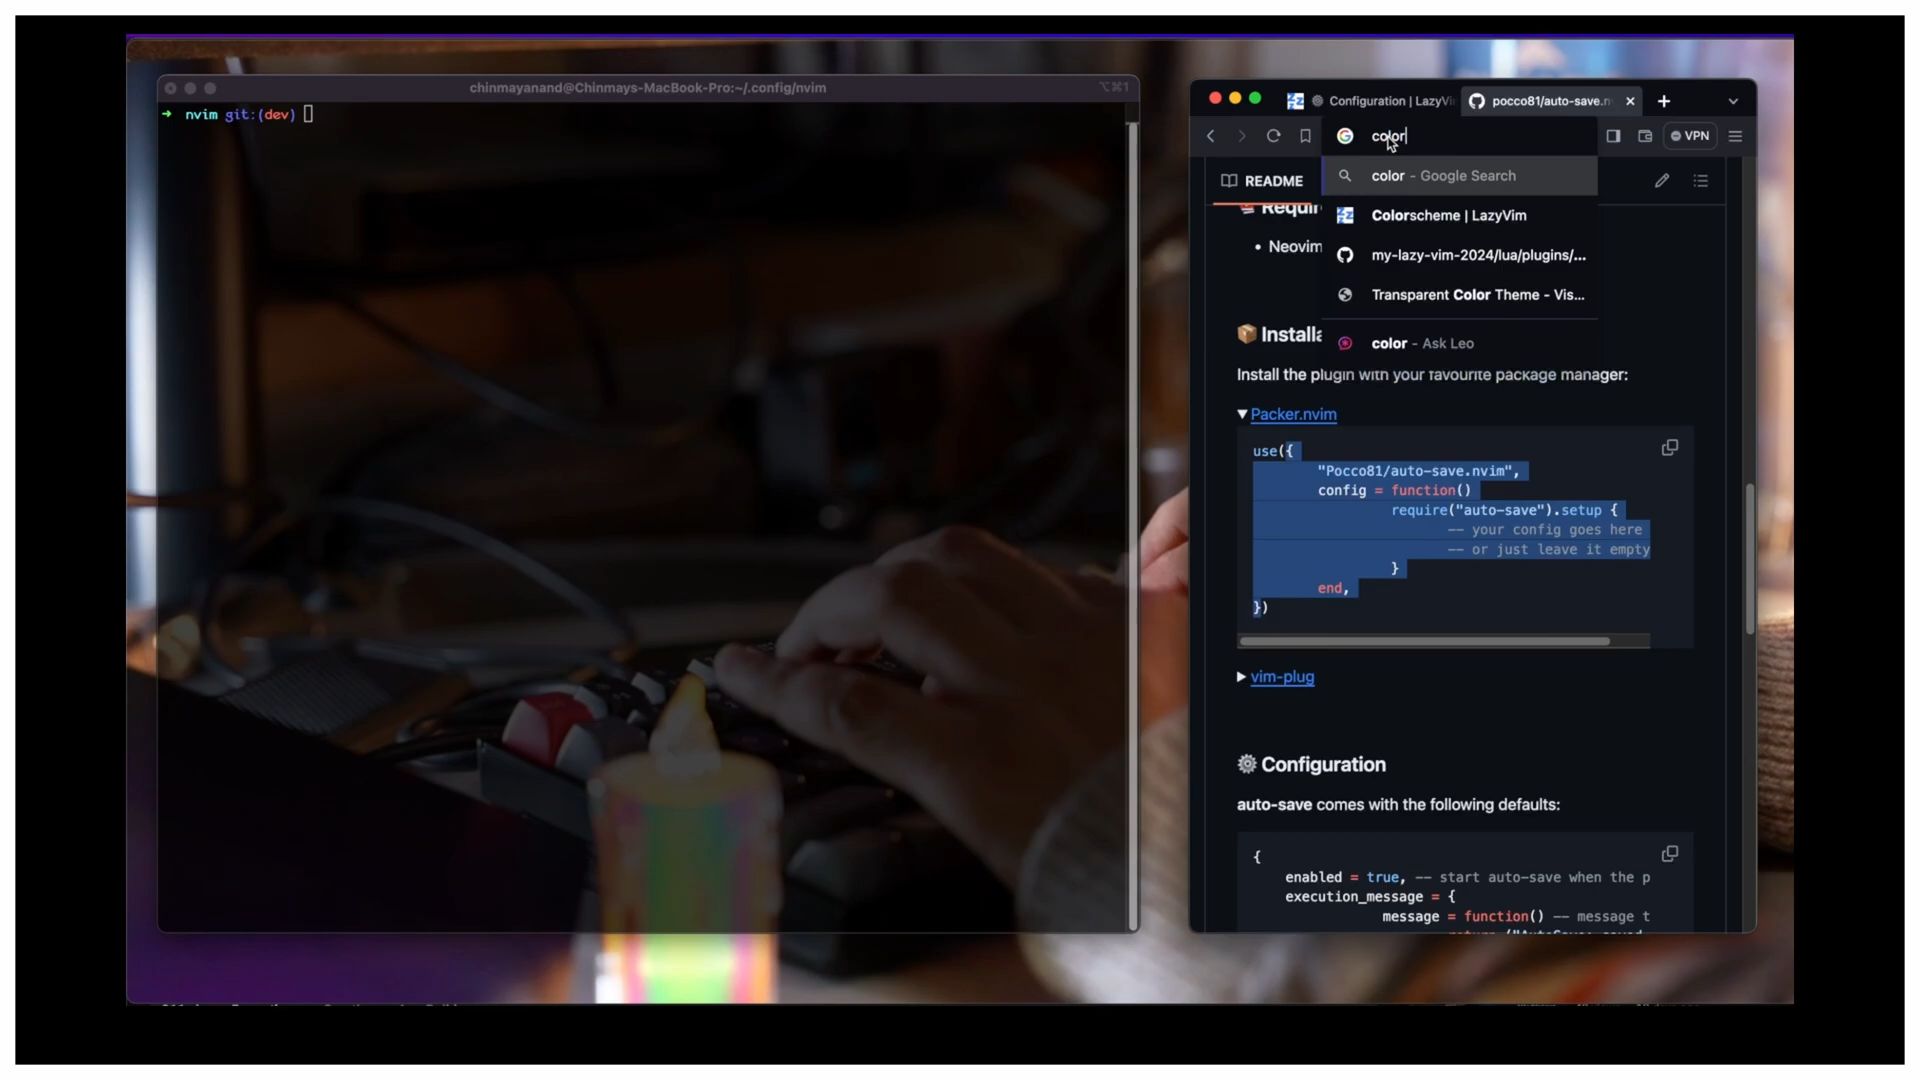 chinmayanand@Chinmays-MacBook-Pro:~/.config/nvim
⌥⌘1
➜ nvim git:(dev)
Configuration | LazyVi
pocco81/auto-save.n
color
VPN
color - Google Search
Colorscheme | LazyVim
my-lazy-vim-2024/lua/plugins/...
Transparent Color Theme - Vis...
color - Ask Leo
README
Requir
• Neovim
Installa
Install the plugin with your favourite package manager:
Packer.nvim
use({
"Pocco81/auto-save.nvim",
config = function()
require("auto-save").setup {
-- your config goes here
-- or just leave it empty
}
end,
})
vim-plug
Configuration
auto-save comes with the following defaults:
{
enabled = true, -- start auto-save when the p
execution_message = {
message = function() -- message t